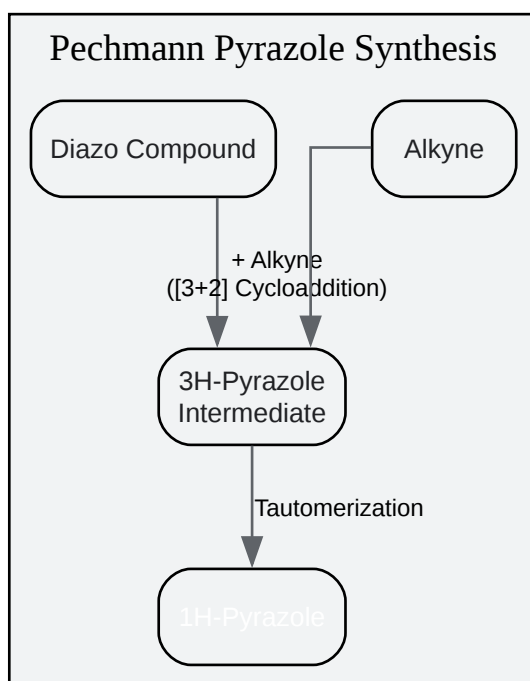 Pechmann Pyrazole Synthesis
Diazo Compound
Alkyne
+ Alkyne
([3+2] Cycloaddition)
3H-Pyrazole
Intermediate
Tautomerization
1H-Pyrazole